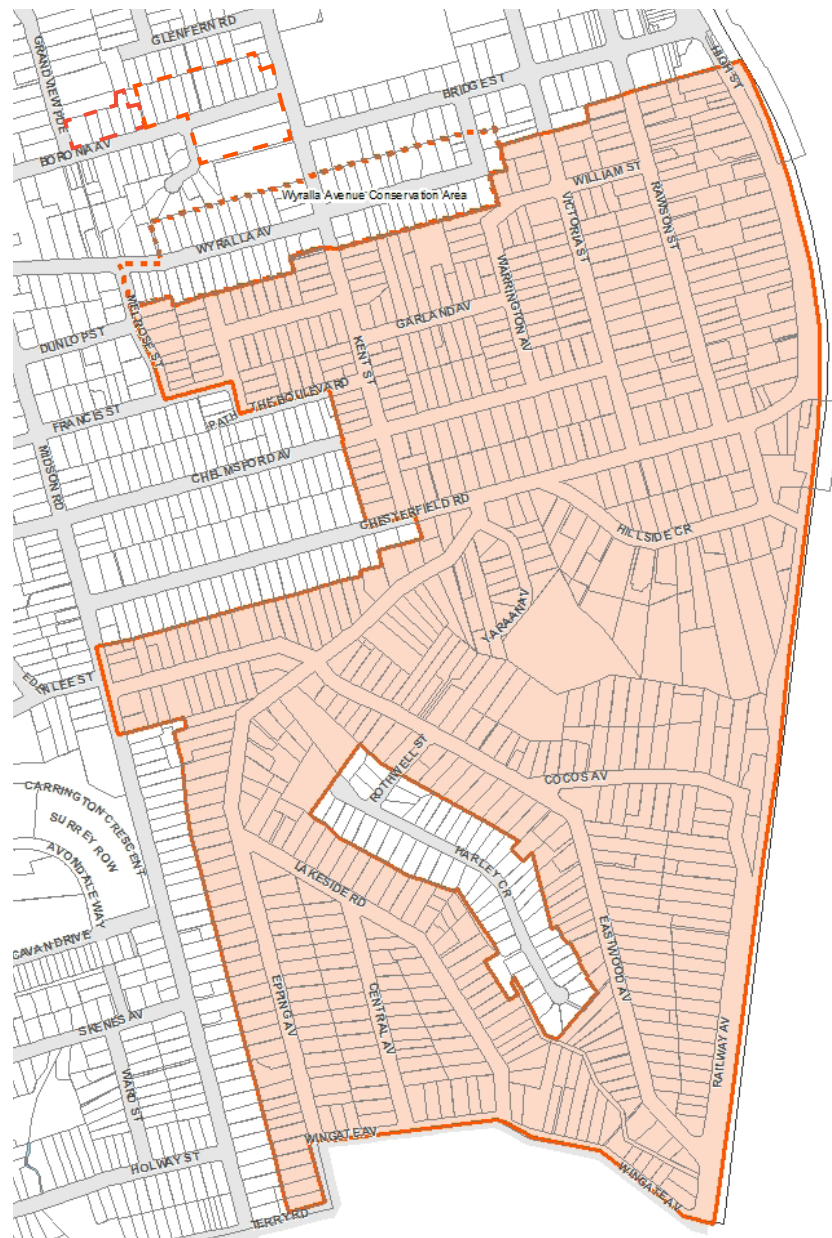 GLENFERN RD
GRANDVIEW PDE
HIGH ST
BRIDGE ST
BORONIA AV
WILLIAM ST
Wyralla Avenue Conservation Area
VICTORIA ST
RAWSON ST
WYRALLA AV
WARRINGTON AV
MELROSE ST
GARLAND AV
DUNLOP ST
KENT ST
THE BOULEVARD
FRANCIS ST
PATH
MIDSON RD
CHELMSFORD AV
CHESTERFIELD RD
HILLSIDE CR
YARAAN AV
LEE ST
ROTHWELL ST
COCOS AV
CARRINGTON CRESCENT
SURREY ROW
AVONDALE WAY
HARLEY CR
LAKESIDE RD
CAVAN DRIVE
EASTWOOD AV
EPPING AV
CENTRAL AV
SKENES AV
RAILWAY AV
WARD ST
WINGATE AV
HOLWAY ST
WINGATE AV
TERRY RD